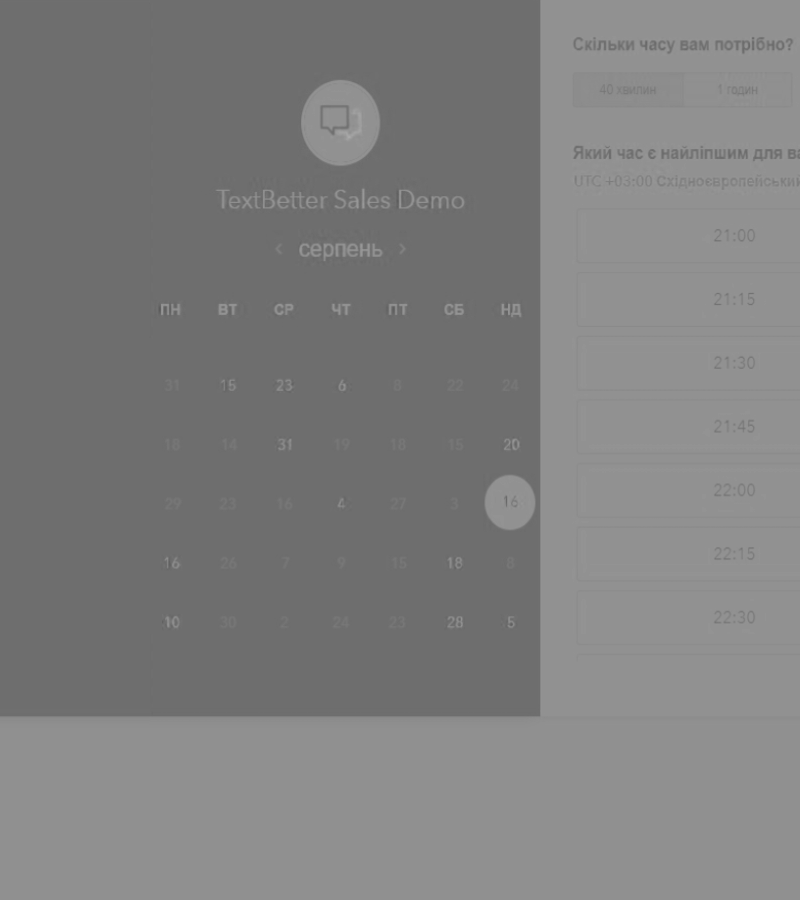 TextBetter Sales Demo
< серпень >
ПН ВТ СР ЧТ ПТ СБ НД
31 15 23 6 8 22 24
18 14 31 19 18 15 20
29 23 16 4 27 3 16
16 26 7 9 15 18 8
10 30 2 24 23 28 5
Скільки часу вам потрібно?
40 хвилин 1 годин
Який час є найліпшим для ва
UTC +03:00 Східноєвропейський
21:00
21:15
21:30
21:45
22:00
22:15
22:30